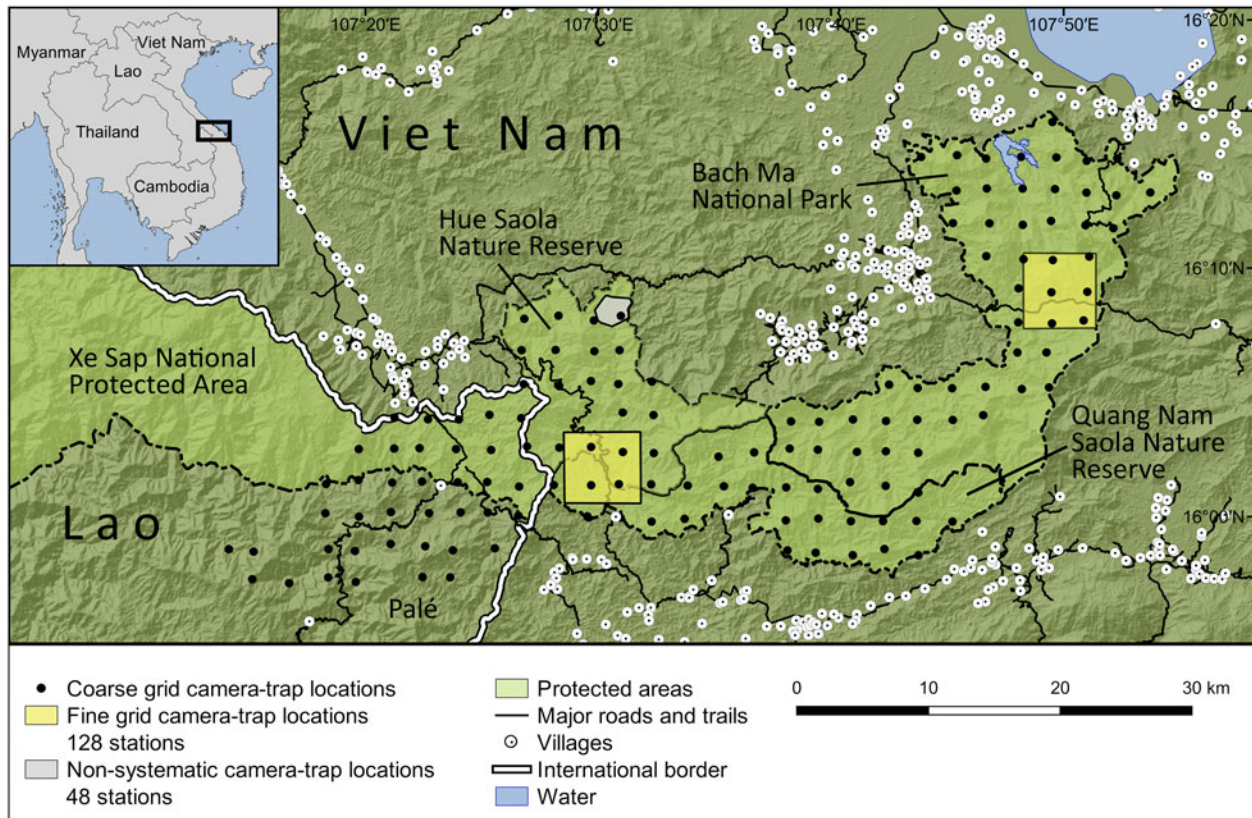 107°20'E
107°30'E
107°40'E
107°50'E
16°20'N
Myanmar
Viet Nam
Lao
Thailand
Cambodia
Viet Nam
Bach Ma
National Park
Hue Saola
Nature Reserve
16°10'N
Xe Sap National
Protected Area
Quang Nam
Saola Nature
Reserve
Lao
16°00'N
Palé
Coarse grid camera-trap locations
Fine grid camera-trap locations
128 stations
Non-systematic camera-trap locations
48 stations
Protected areas
Major roads and trails
Villages
International border
Water
0
10
20
30 km